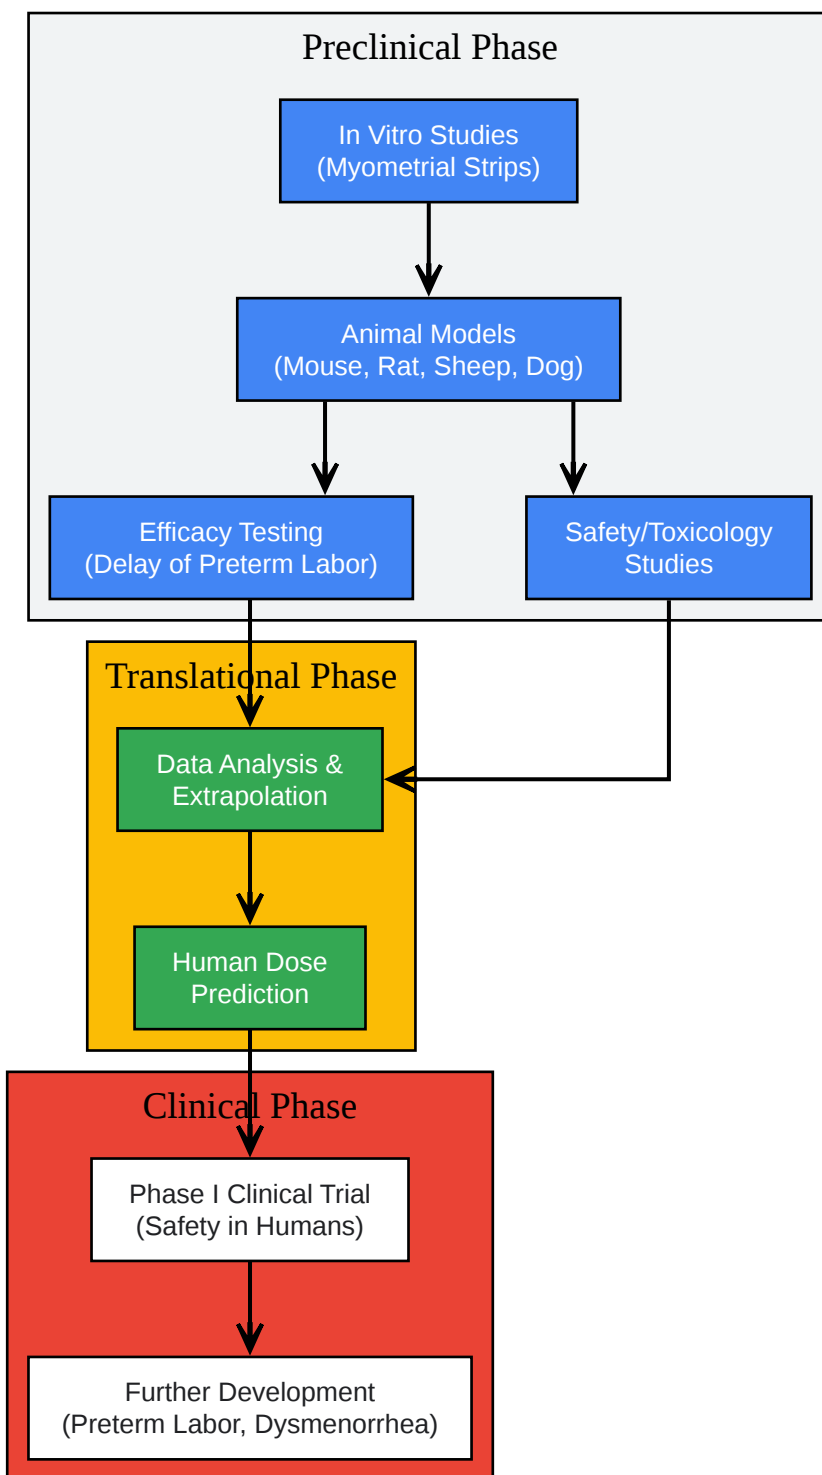 Preclinical Phase
In Vitro Studies
(Myometrial Strips)
Animal Models
(Mouse, Rat, Sheep, Dog)
Efficacy Testing
(Delay of Preterm Labor)
Safety/Toxicology
Studies
Translational Phase
Data Analysis &
Extrapolation
Human Dose
Prediction
Clinical Phase
Phase I Clinical Trial
(Safety in Humans)
Further Development
(Preterm Labor, Dysmenorrhea)